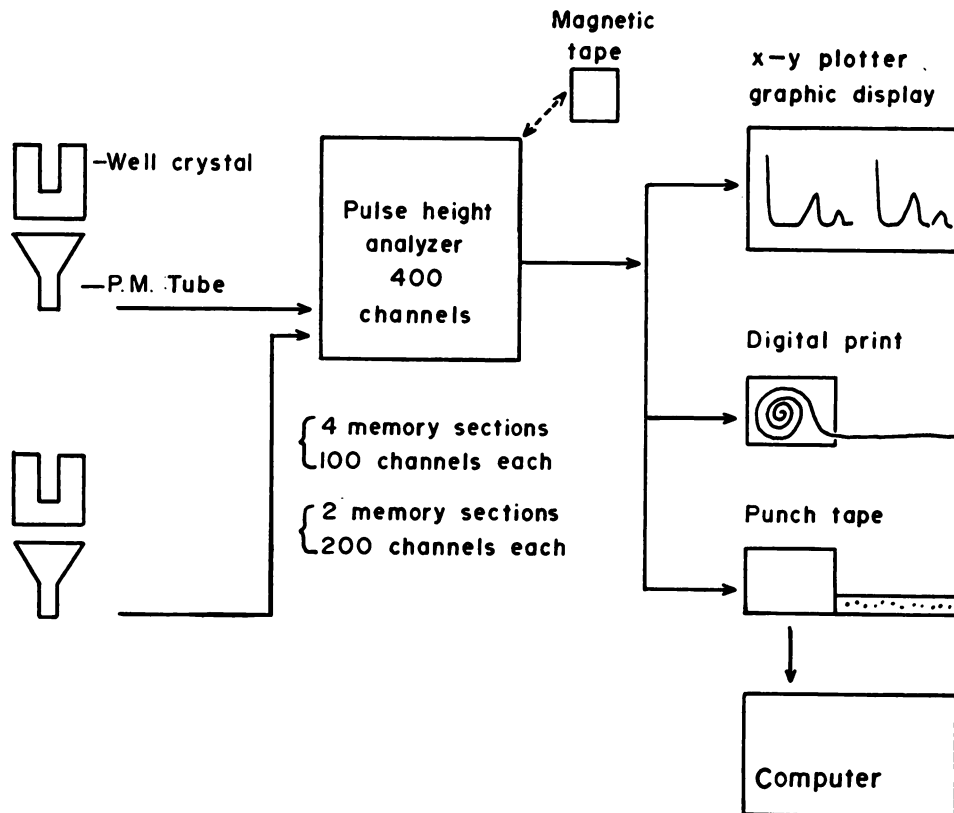 Magnetic
tape
x-y plotter
graphic display
Well crystal
Pulse height
analyzer
400
channels
P.M. Tube
Digital print
4 memory sections
100 channels each
2 memory sections
200 channels each
Punch tape
Computer